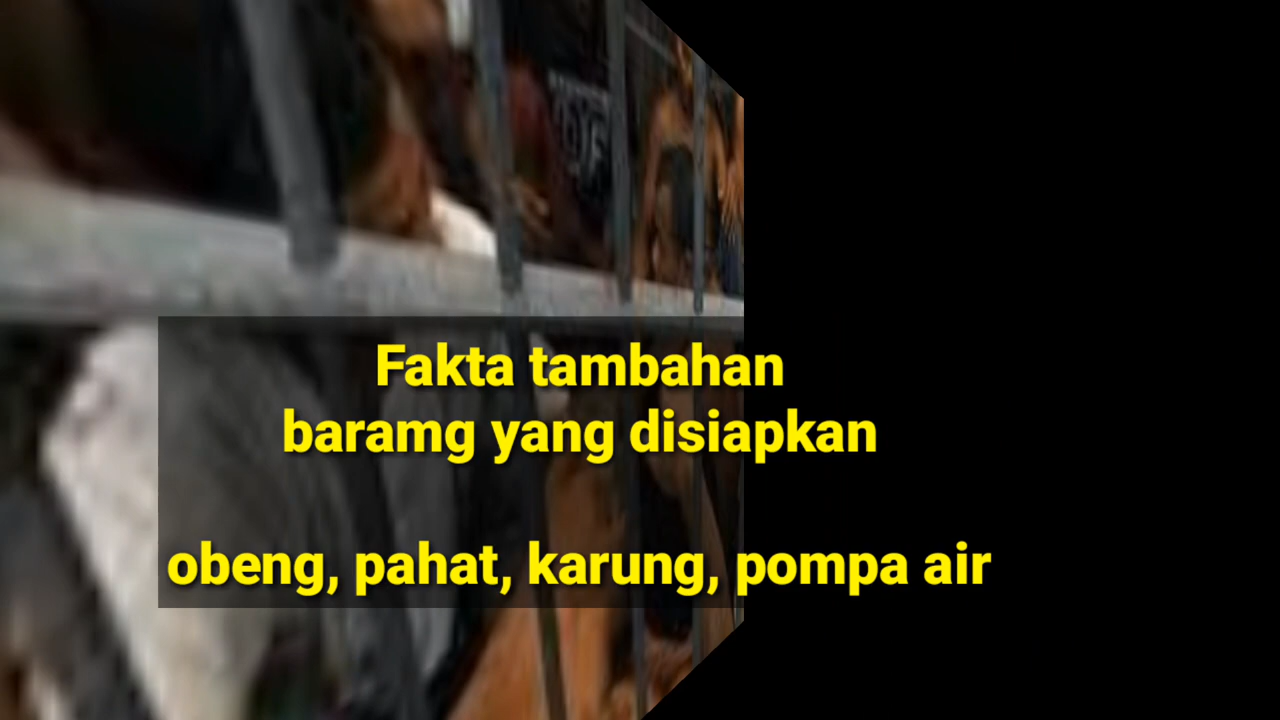 Fakta tambahan
baramg yang disiapkan
obeng, pahat, karung, pompa air